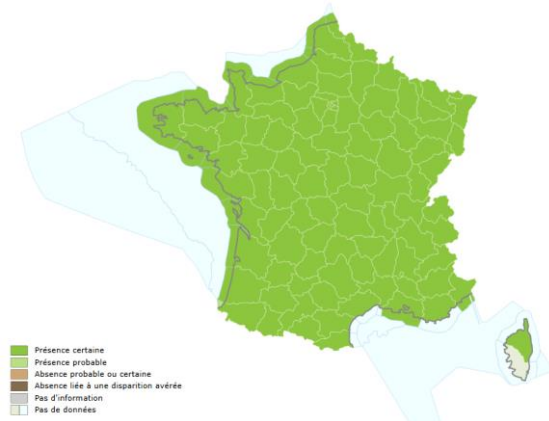 Présence certaine
Présence probable
Absence probable ou certaine
Absence liée à une disparition avérée
Pas d'information
Pas de données